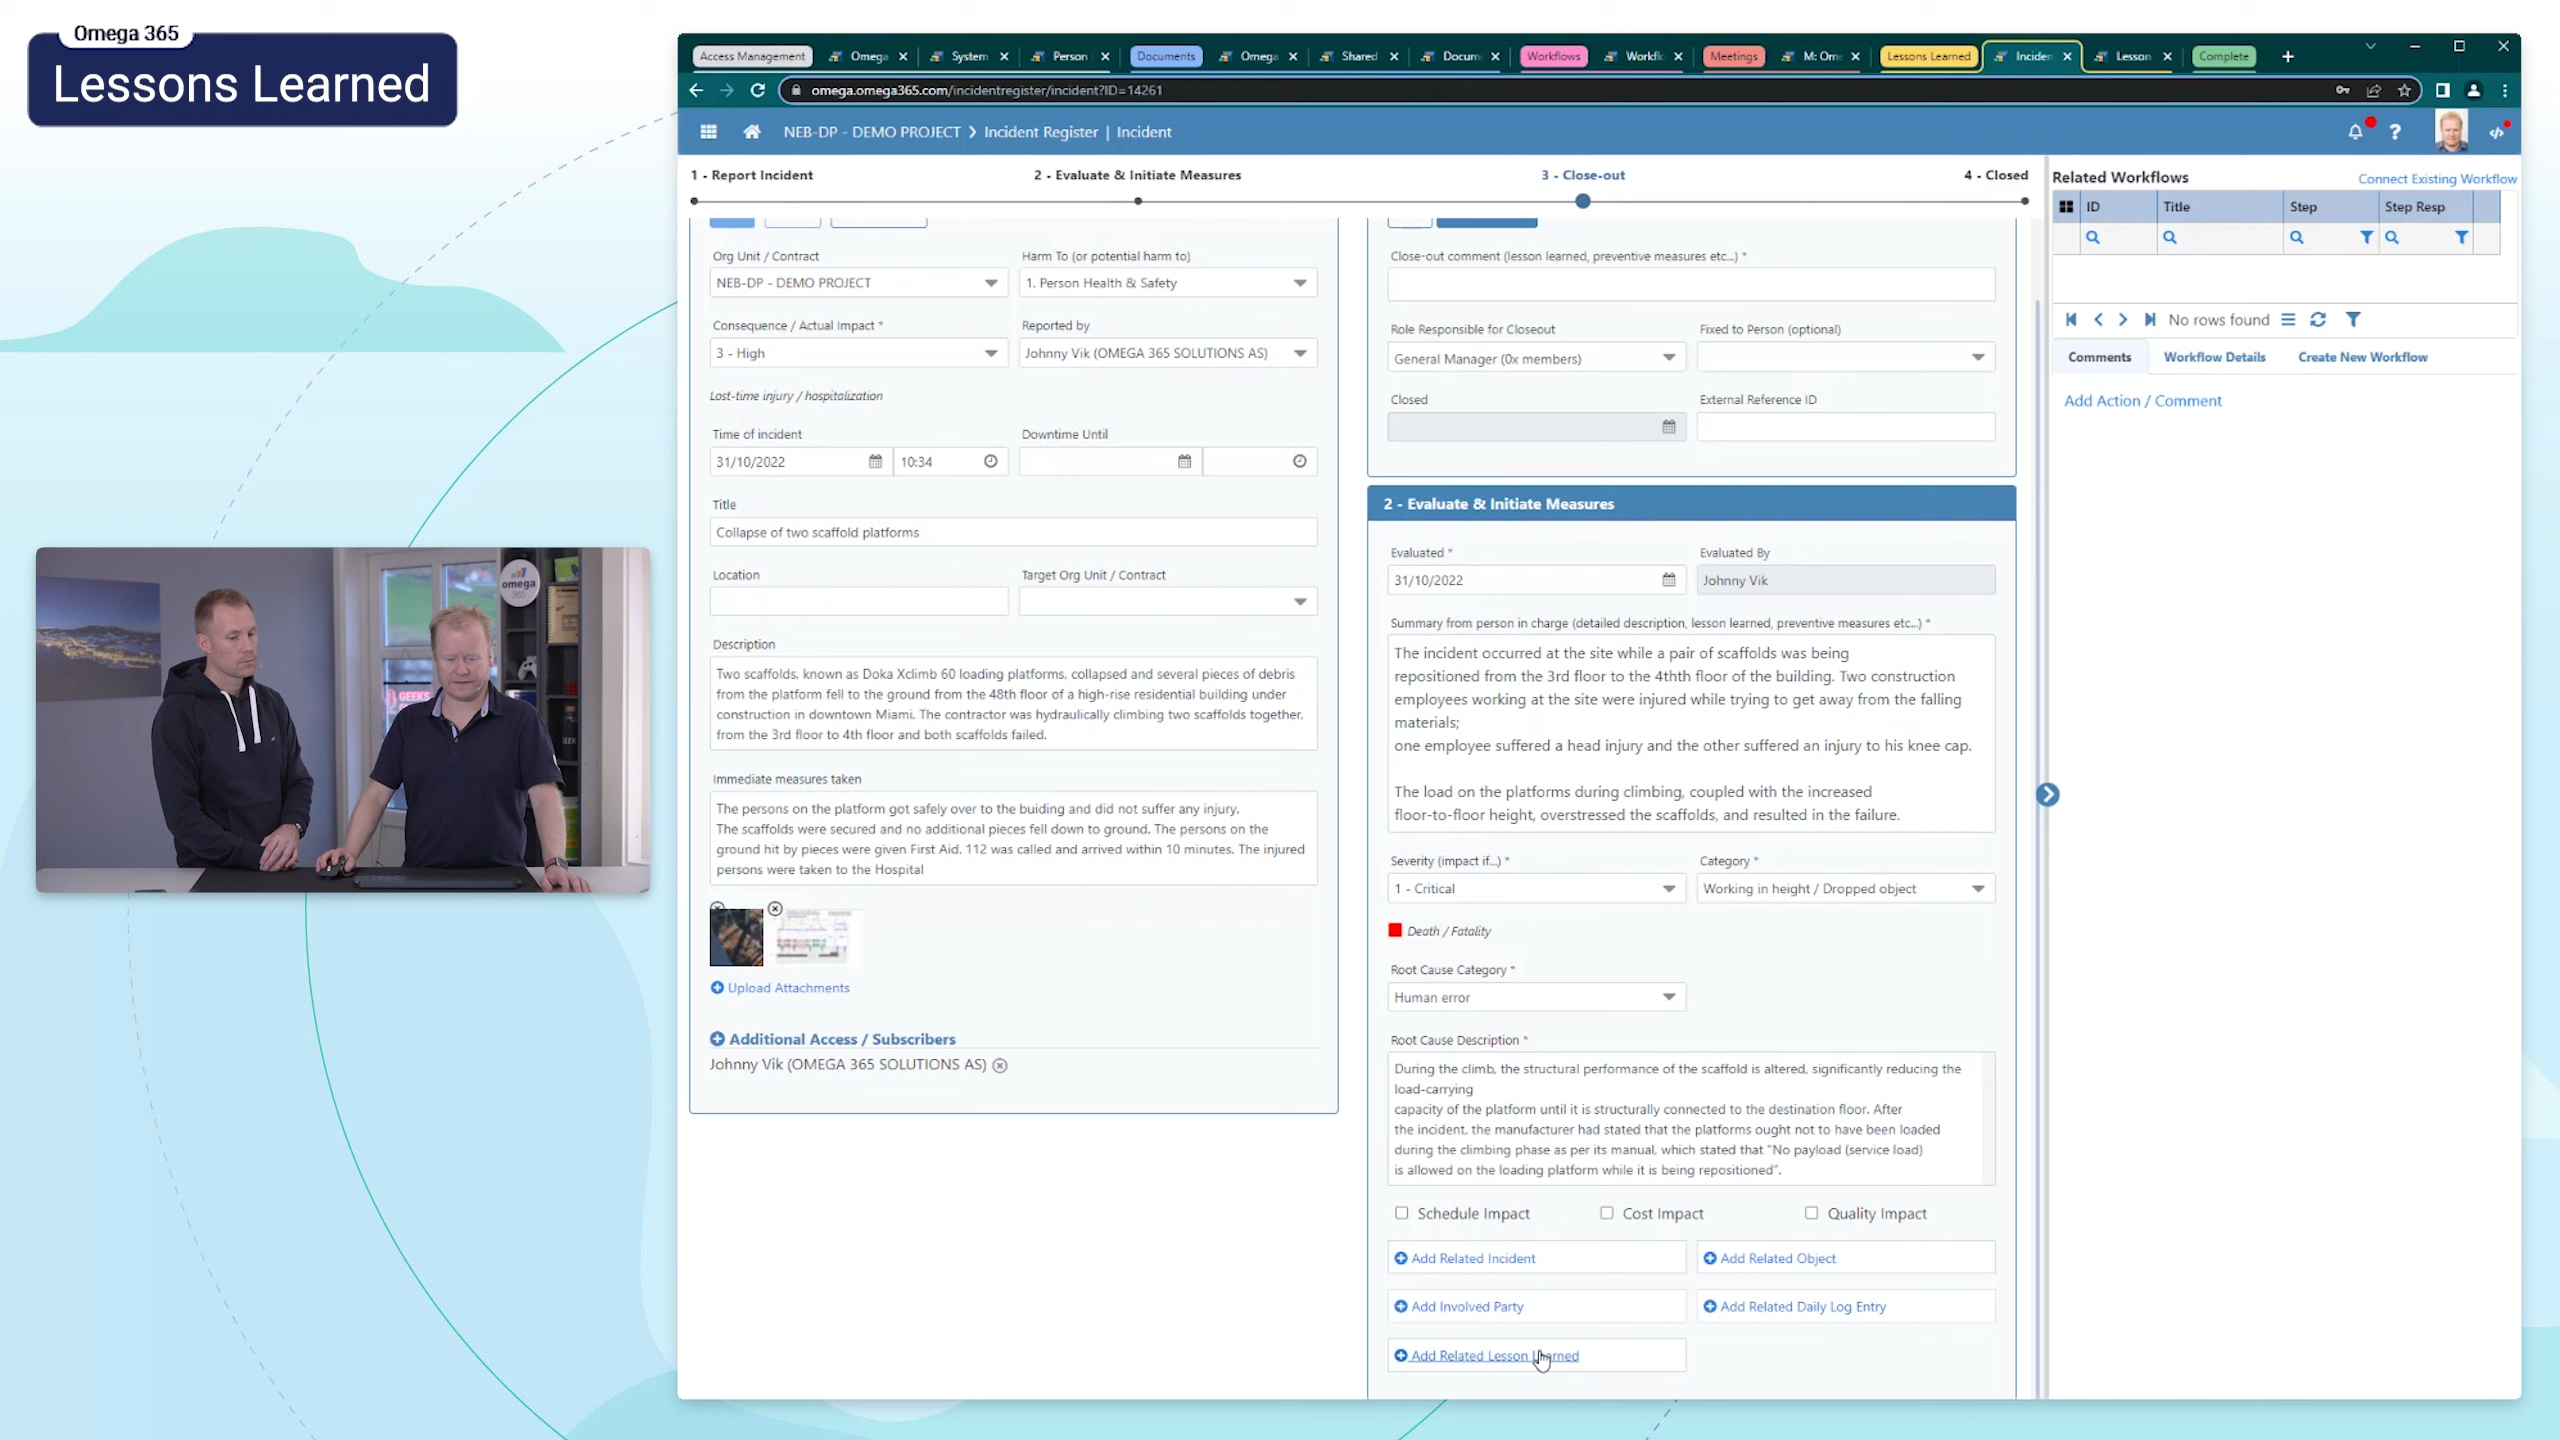 Omega 365
Lessons Learned
Access Management
Omega
System
Person
Documents
Omega
Shared
Docum
Workflows
Workfl
Meetings
M: Om
Lessons Learned
Inciden
Lesson
Complete
omega.omega365.com/incidentregister/incident?ID=14261
NEB-DP - DEMO PROJECT > Incident Register | Incident
1 - Report Incident
2 - Evaluate & Initiate Measures
3 - Close-out
4 - Closed
Org Unit / Contract
Harm To (or potential harm to)
NEB-DP - DEMO PROJECT
1. Person Health & Safety
Consequence / Actual Impact *
Reported by
3 - High
Johnny Vik (OMEGA 365 SOLUTIONS AS)
Lost-time injury / hospitalization
Time of incident
Downtime Until
31/10/2022
10:34
Title
Collapse of two scaffold platforms
Location
Target Org Unit / Contract
Description
Two scaffolds, known as Doka Xclimb 60 loading platforms, collapsed and several pieces of debris
from the platform fell to the ground from the 48th floor of a high-rise residential building under
construction in downtown Miami. The contractor was hydraulically climbing two scaffolds together,
from the 3rd floor to 4th floor and both scaffolds failed.
Immediate measures taken
The persons on the platform got safely over to the buiding and did not suffer any injury.
The scaffolds were secured and no additional pieces fell down to ground. The persons on the
ground hit by pieces were given First Aid. 112 was called and arrived within 10 minutes. The injured
persons were taken to the Hospital
Upload Attachments
Additional Access / Subscribers
Johnny Vik (OMEGA 365 SOLUTIONS AS)
Close-out comment (lesson learned, preventive measures etc...) *
Role Responsible for Closeout
Fixed to Person (optional)
General Manager (0x members)
Closed
External Reference ID
2 - Evaluate & Initiate Measures
Evaluated *
Evaluated By
31/10/2022
Johnny Vik
Summary from person in charge (detailed description, lesson learned, preventive measures etc...) *
The incident occurred at the site while a pair of scaffolds was being
repositioned from the 3rd floor to the 4thth floor of the building. Two construction
employees working at the site were injured while trying to get away from the falling
materials;
one employee suffered a head injury and the other suffered an injury to his knee cap.
The load on the platforms during climbing, coupled with the increased
floor-to-floor height, overstressed the scaffolds, and resulted in the failure.
Severity (impact if...) *
Category *
1 - Critical
Working in height / Dropped object
Death / Fatality
Root Cause Category *
Human error
Root Cause Description *
During the climb, the structural performance of the scaffold is altered, significantly reducing the
load-carrying
capacity of the platform until it is structurally connected to the destination floor. After
the incident, the manufacturer had stated that the platforms ought not to have been loaded
during the climbing phase as per its manual, which stated that "No payload (service load)
is allowed on the loading platform while it is being repositioned".
Schedule Impact
Cost Impact
Quality Impact
Add Related Incident
Add Related Object
Add Involved Party
Add Related Daily Log Entry
Add Related Lesson Learned
Related Workflows
Connect Existing Workflow
ID
Title
Step
Step Resp
No rows found
Comments
Workflow Details
Create New Workflow
Add Action / Comment
omega
365
GEEKS